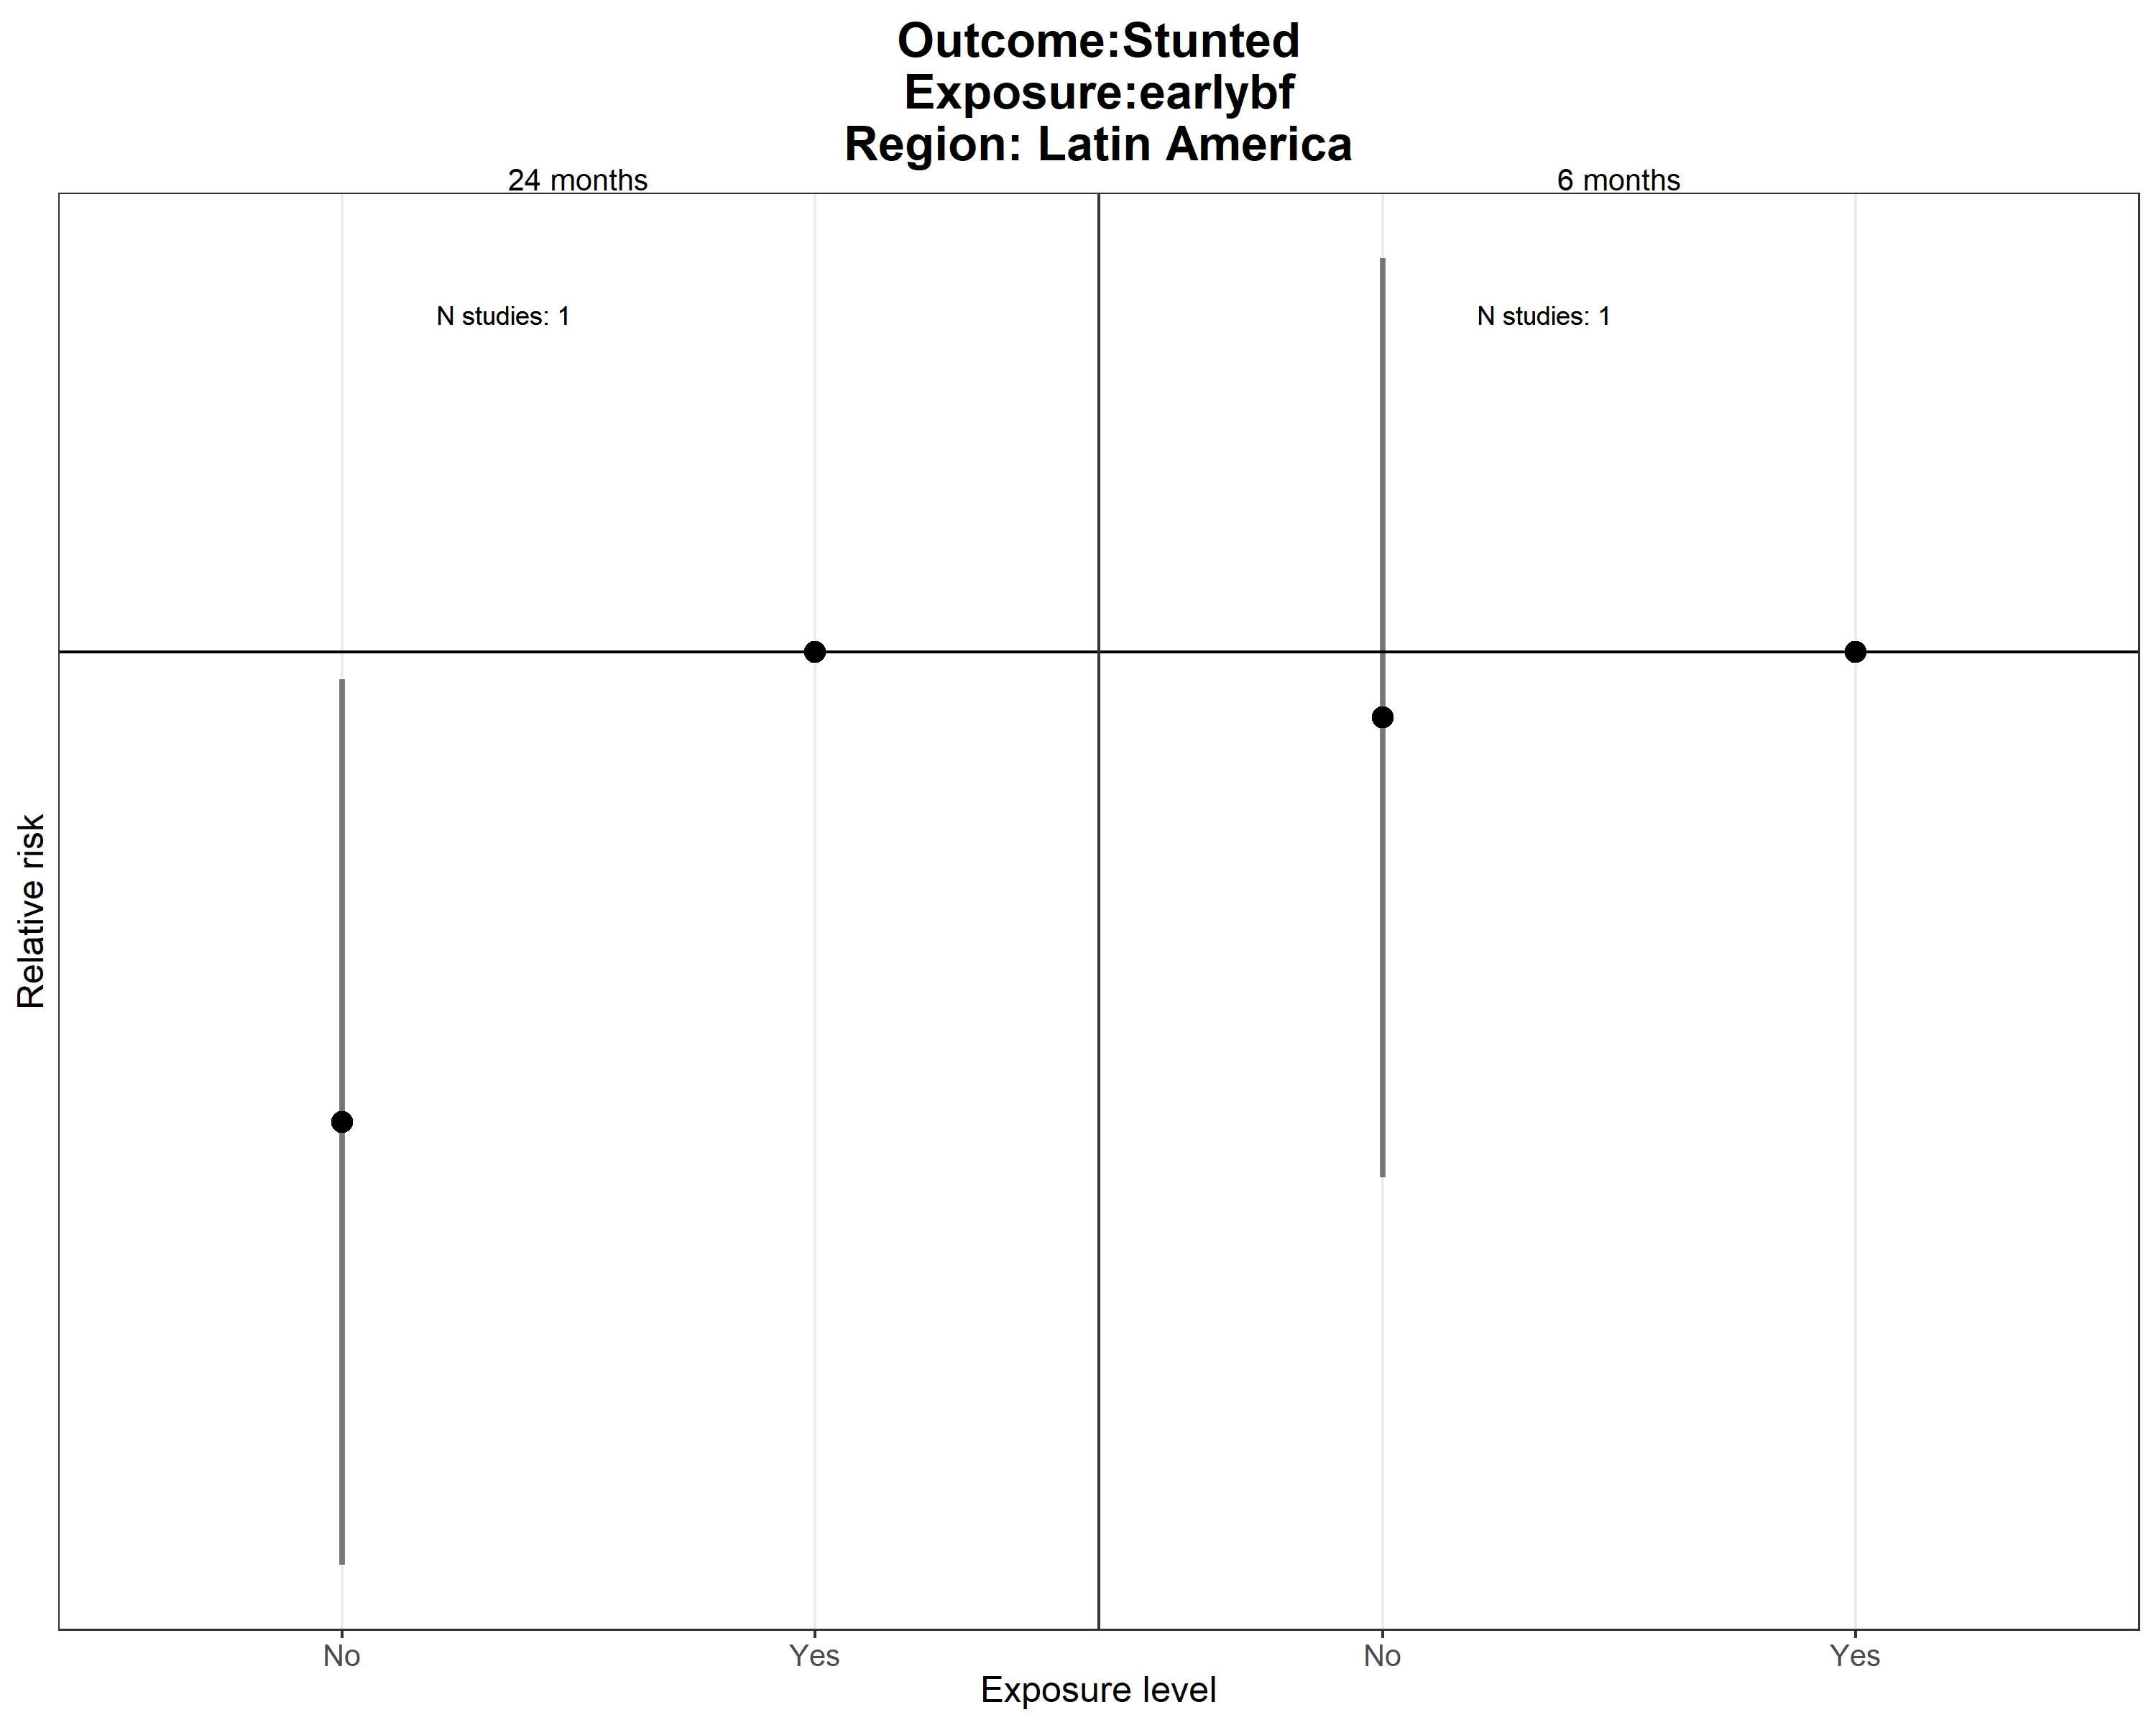 Outcome:Stunted
Exposure:earlybf
Region: Latin America
24 months
6 months
N studies: 1
N studies: 1
Relative risk
No
Yes
No
Yes
Exposure level